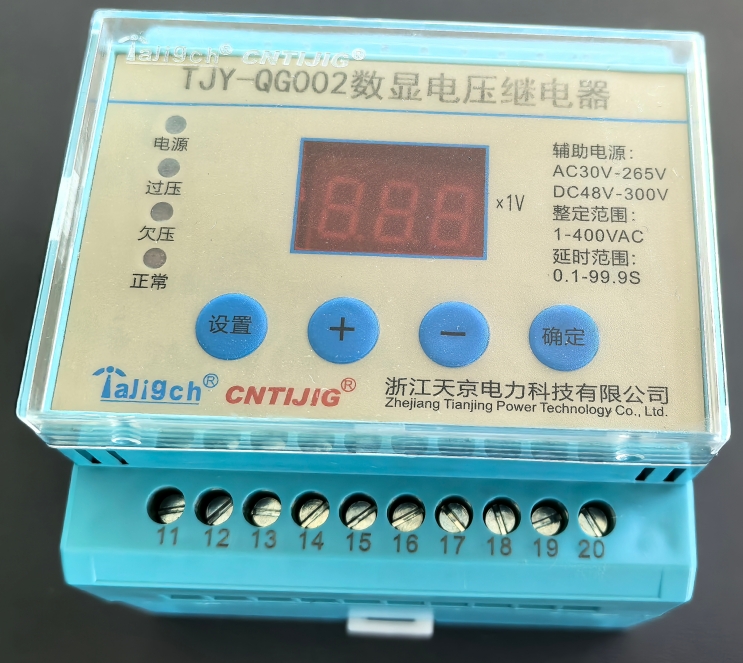 Taligch® CNTIJIG®
TJY-QG002数显电压继电器
电源
过压
欠压
正常
×1V
辅助电源:
AC30V-265V
DC48V-300V
整定范围:
1-400VAC
延时范围:
0.1-99.9S
设置
+
−
确定
Taligch® CNTIJIG®
浙江天京电力科技有限公司
Zhejiang Tianjing Power Technology Co., Ltd.
11 12 13 14 15 16 17 18 19 20